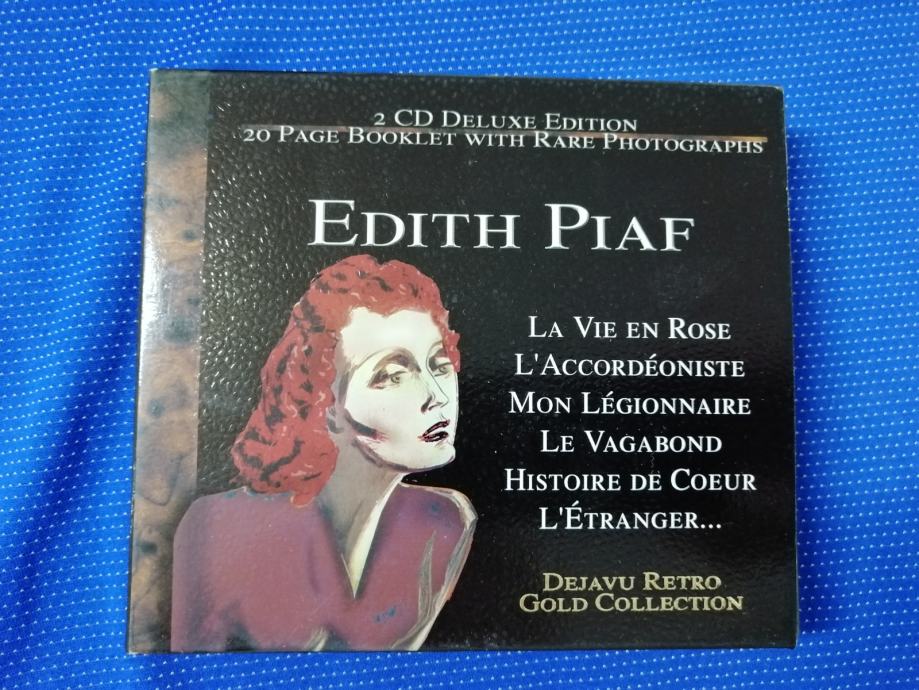 2 CD DELUXE EDITION
20 PAGE BOOKLET WITH RARE PHOTOGRAPHS
EDITH PIAF
LA VIE EN ROSE
L'ACCORDÉONISTE
MON LÉGIONNAIRE
LE VAGABOND
HISTOIRE DE COEUR
L'ÉTRANGER...
DEJAVU RETRO
GOLD COLLECTION